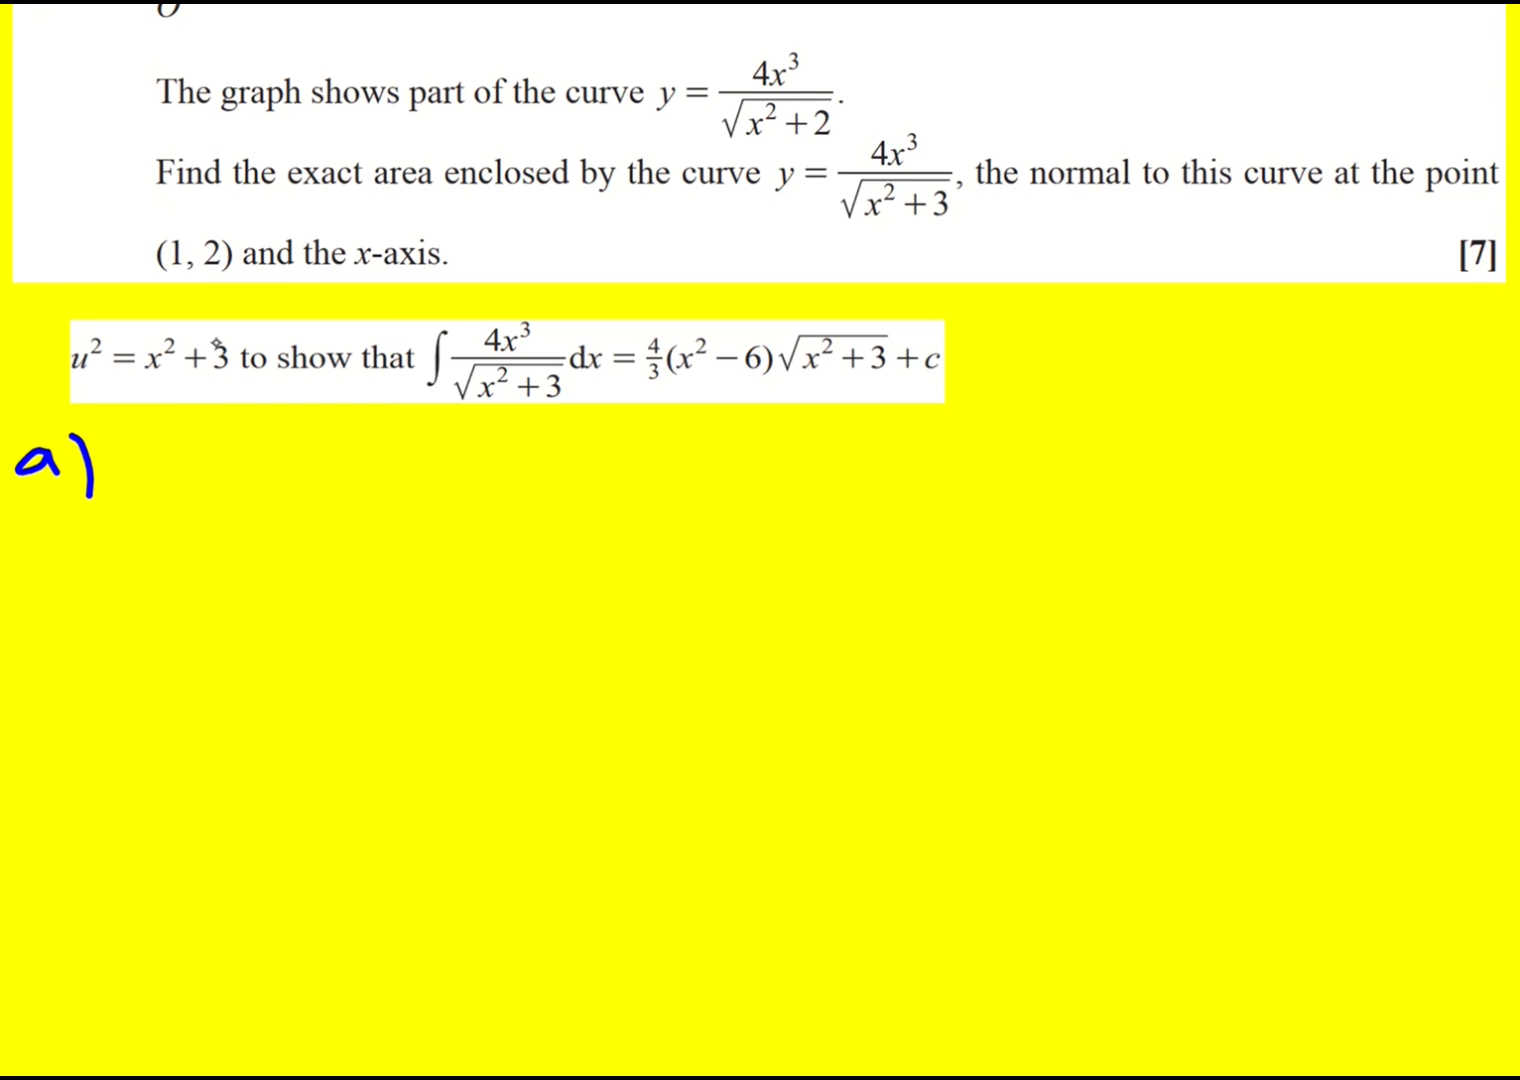 The graph shows part of the curve y = 4x³/√(x² + 2).
Find the exact area enclosed by the curve y = 4x³/√(x² + 3), the normal to this curve at the point
(1, 2) and the x-axis. [7]
u² = x² + 3 to show that ∫ 4x³/√(x² + 3) dx = 4/3(x² − 6)√(x² + 3) + c
a)